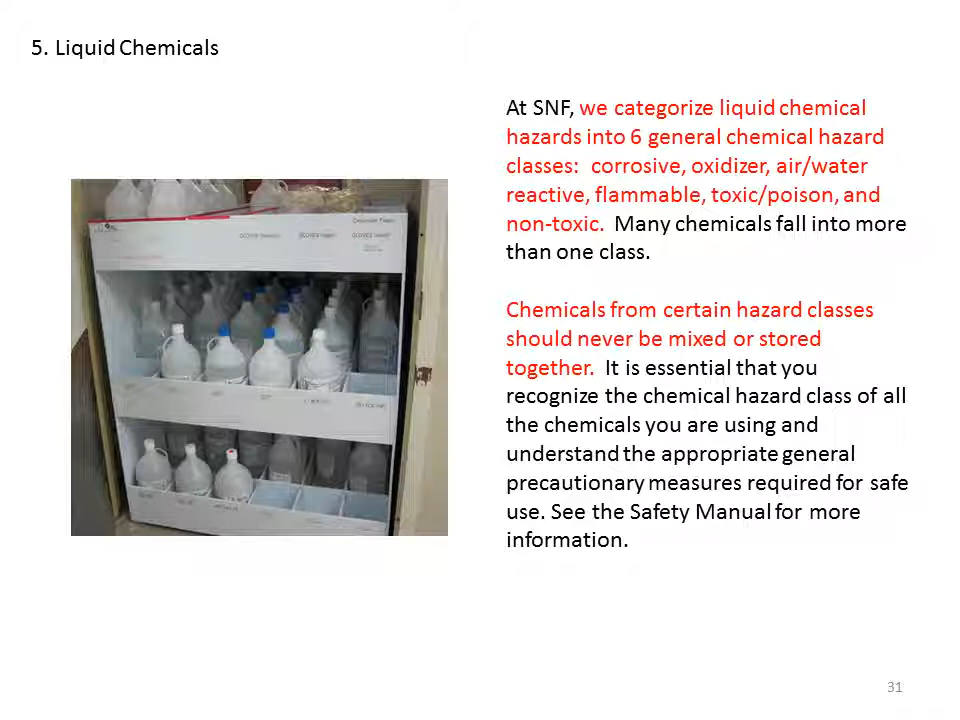 5. Liquid Chemicals
At SNF, we categorize liquid chemical
hazards into 6 general chemical hazard
classes:  corrosive, oxidizer, air/water
reactive, flammable, toxic/poison, and
non-toxic.  Many chemicals fall into more
than one class.
Chemicals from certain hazard classes
should never be mixed or stored
together.  It is essential that you
recognize the chemical hazard class of all
the chemicals you are using and
understand the appropriate general
precautionary measures required for safe
use. See the Safety Manual for more
information.
31